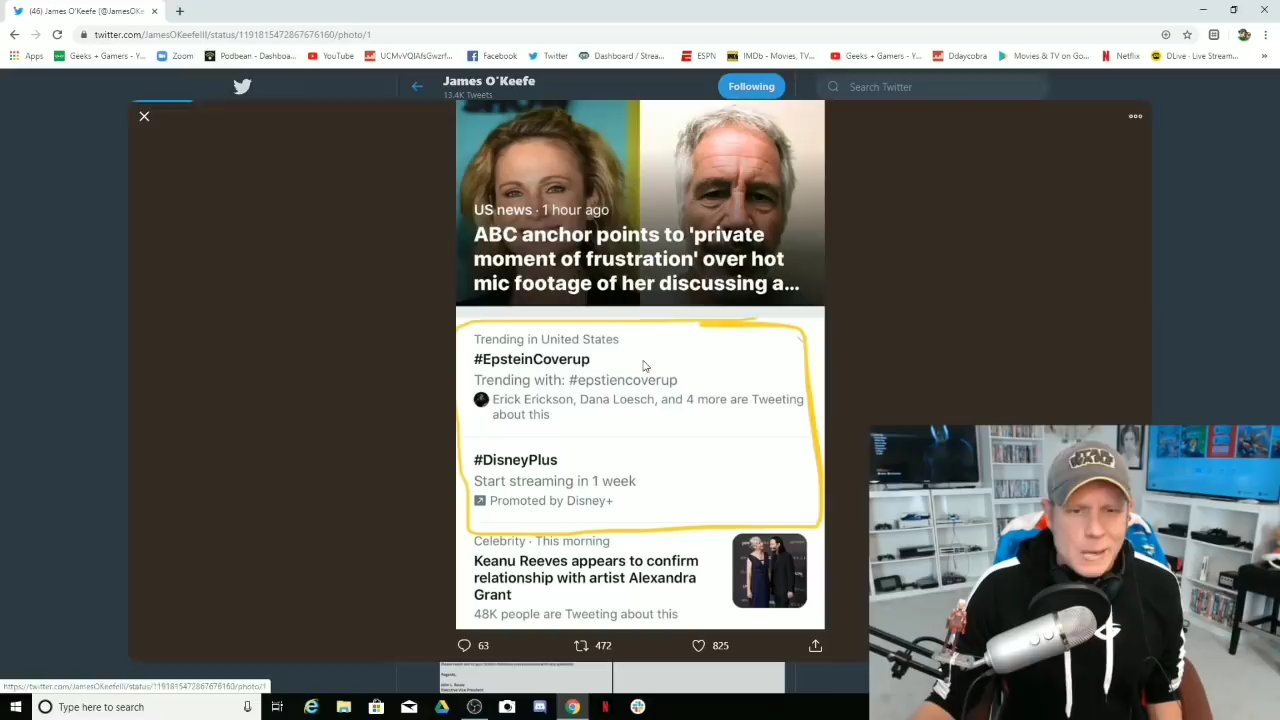 (46) James O'Keefe (@JamesOKe
twitter.com/JamesOKeefeIII/status/1191815472867676160/photo/1
Apps Geeks + Gamers - Y... Zoom Podbean - Dashboa... YouTube UCMvVQIAfsGwzrf... Facebook Twitter Dashboard / Strea... ESPN IMDb - Movies, TV... Geeks + Gamers - Y... Ddaycobra Movies & TV on Go... Netflix DLive - Live Stream... »
James O'Keefe
13.4K Tweets
Following
Search Twitter
US news · 1 hour ago
ABC anchor points to 'private
moment of frustration' over hot
mic footage of her discussing a...
Trending in United States
#EpsteinCoverup
Trending with: #epstiencoverup
Erick Erickson, Dana Loesch, and 4 more are Tweeting
about this
#DisneyPlus
Start streaming in 1 week
Promoted by Disney+
Celebrity · This morning
Keanu Reeves appears to confirm
relationship with artist Alexandra
Grant
48K people are Tweeting about this
63 472 825
STAR WARS
Regards,
Executive Vice President
https://twitter.com/JamesOKeefeIII/status/1191815472867676160/photo/1
Type here to search